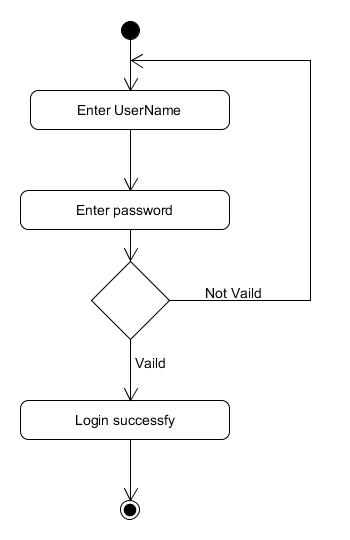 Enter UserName
Enter password
Not Vaild
Vaild
Login successfy